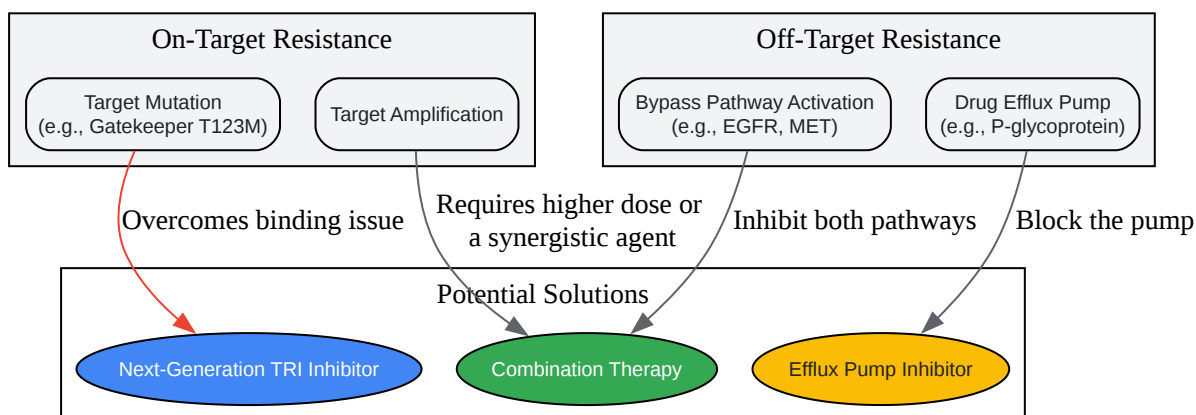 On-Target Resistance
Off-Target Resistance
Target Mutation
(e.g., Gatekeeper T123M)
Target Amplification
Bypass Pathway Activation
(e.g., EGFR, MET)
Drug Efflux Pump
(e.g., P-glycoprotein)
Overcomes binding issue
Requires higher dose or
a synergistic agent
Inhibit both pathways
Block the pump
Potential Solutions
Next-Generation TRI Inhibitor
Combination Therapy
Efflux Pump Inhibitor